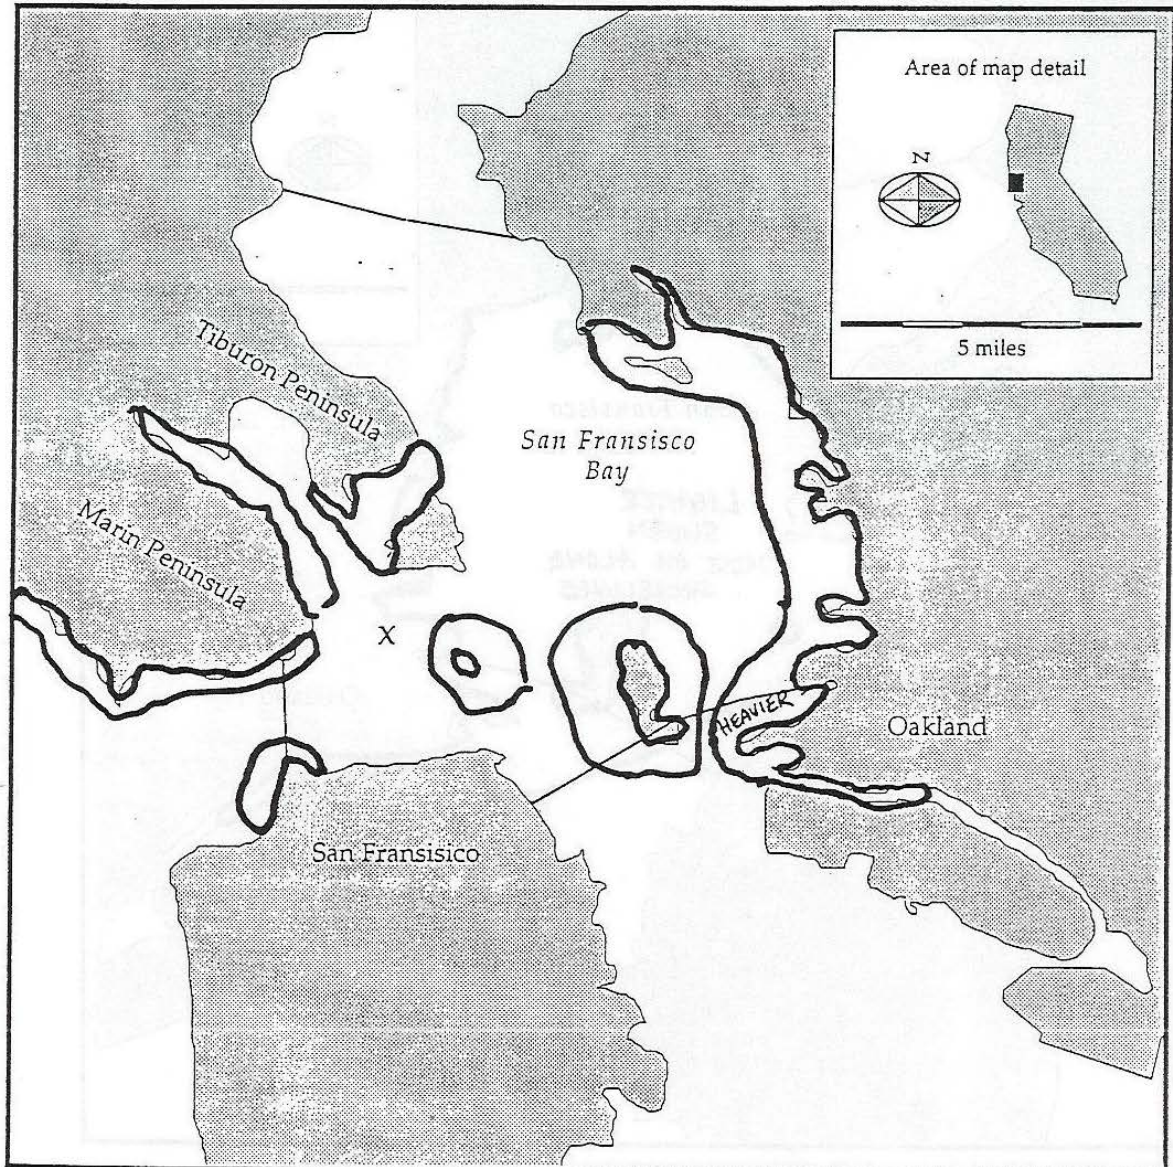 Area of map detail
N
5 miles
Tiburon Peninsula
San Fransisco
Bay
Marin Peninsula
X
HEAVIER
Oakland
San Fransisico